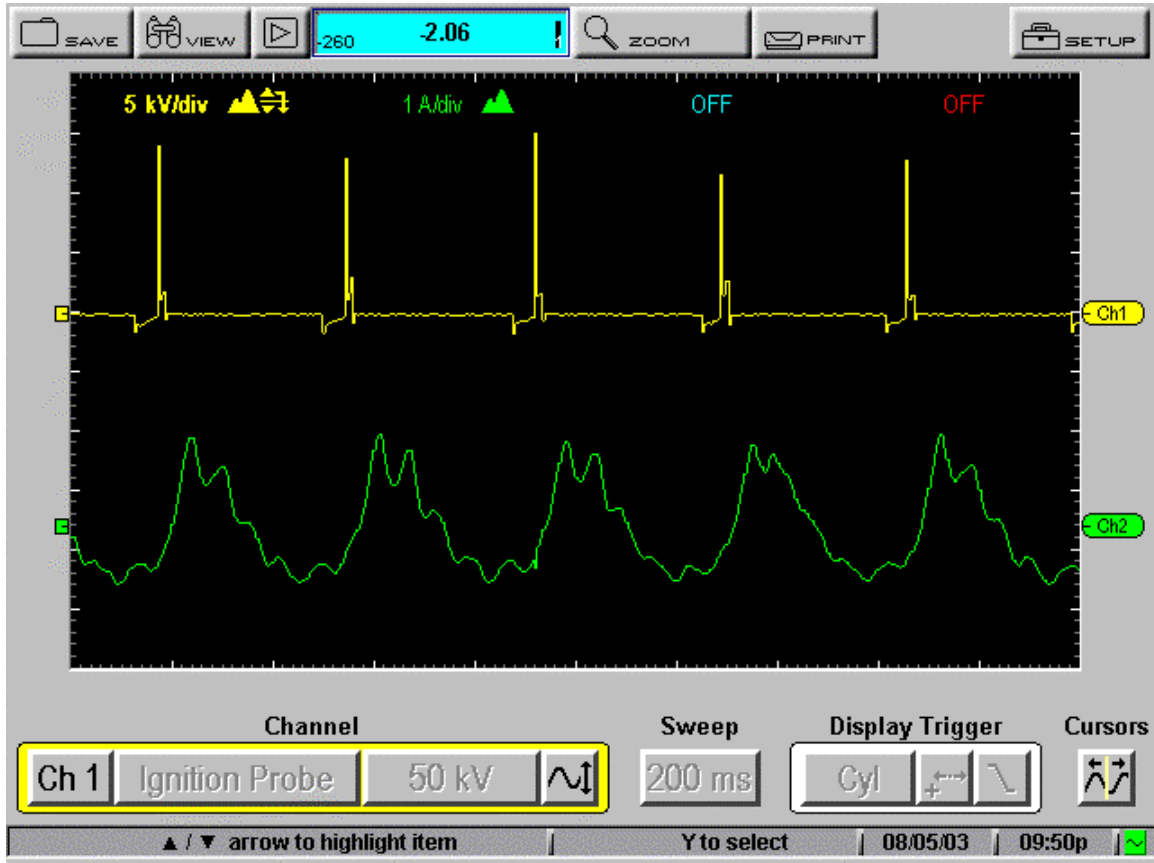 SAVE VIEW -260 -2.06 1 ZOOM PRINT SETUP
5 kV/div 1 A/div OFF OFF
Ch1
Ch2
Channel Sweep Display Trigger Cursors
Ch 1 Ignition Probe 50 kV 200 ms Cyl
▲ / ▼ arrow to highlight item Y to select 08/05/03 09:50p